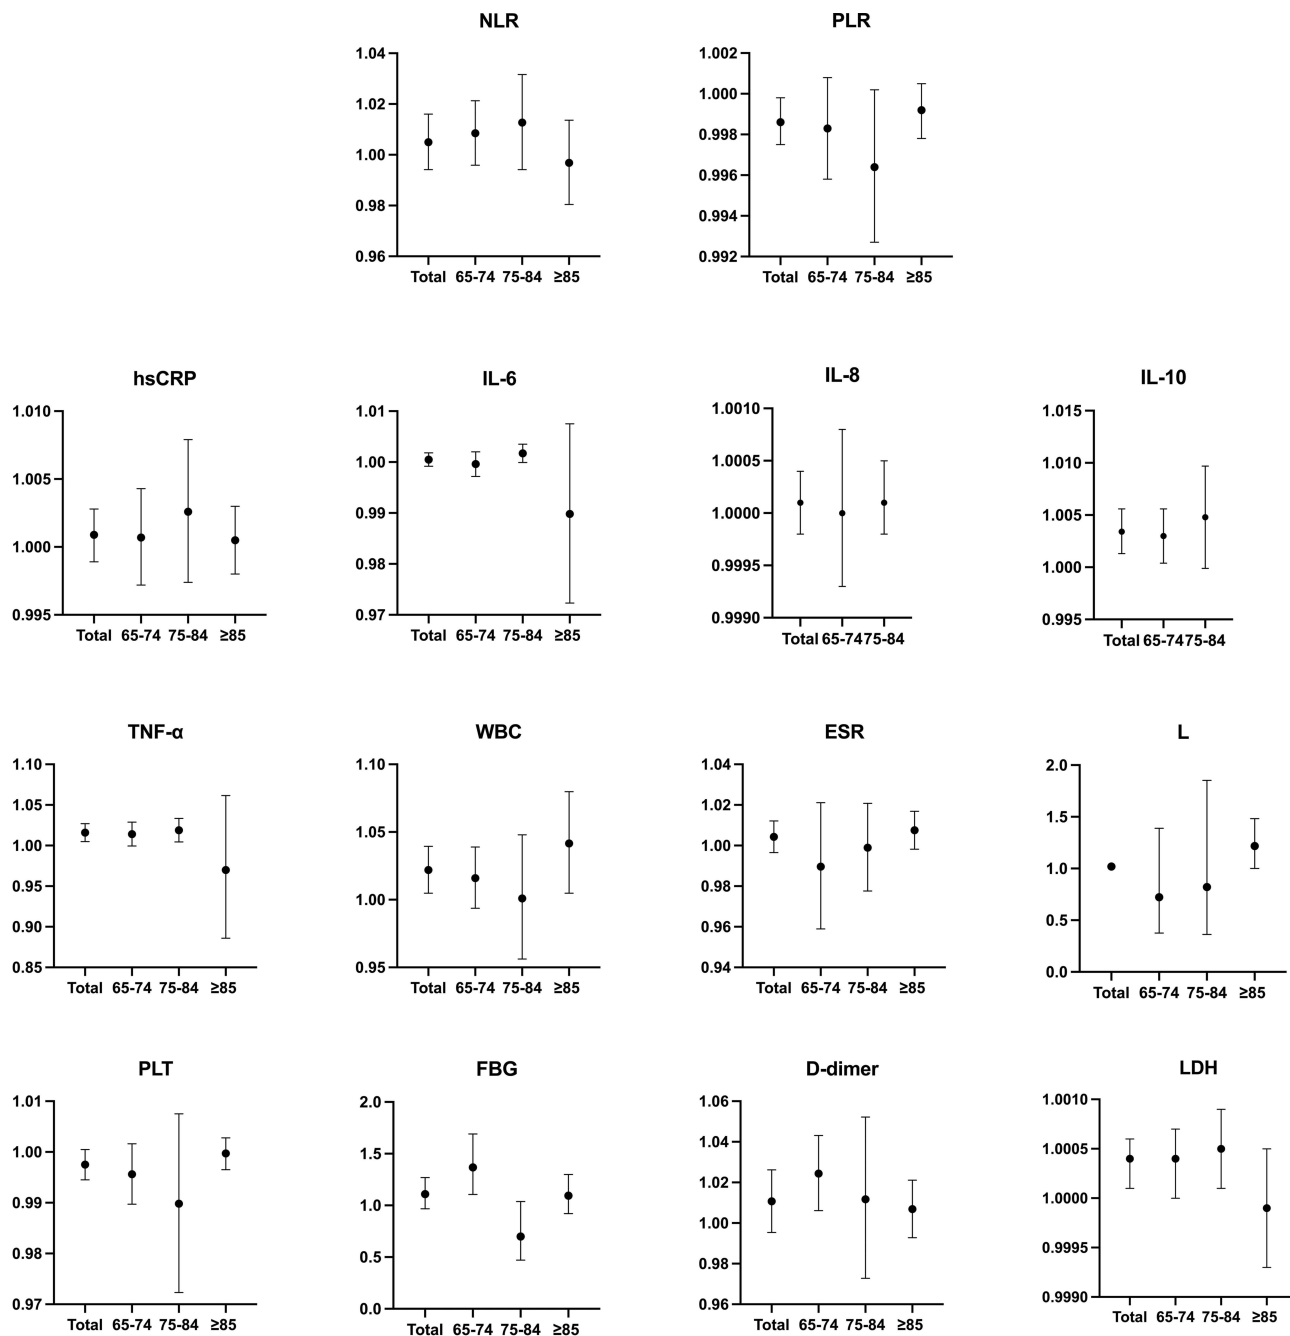 NLR
1.04
1.02
1.00
0.98
0.96
Total 65-74 75-84 ≥85
PLR
1.002
1.000
0.998
0.996
0.994
0.992
Total 65-74 75-84 ≥85
hsCRP
1.010
1.005
1.000
0.995
Total 65-74 75-84 ≥85
IL-6
1.01
1.00
0.99
0.98
0.97
Total 65-74 75-84 ≥85
IL-8
1.0010
1.0005
1.0000
0.9995
0.9990
Total 65-74 75-84
IL-10
1.015
1.010
1.005
1.000
0.995
Total 65-74 75-84
TNF-α
1.10
1.05
1.00
0.95
0.90
0.85
Total 65-74 75-84 ≥85
WBC
1.10
1.05
1.00
0.95
Total 65-74 75-84 ≥85
ESR
1.04
1.02
1.00
0.98
0.96
0.94
Total 65-74 75-84 ≥85
L
2.0
1.5
1.0
0.5
0.0
Total 65-74 75-84 ≥85
PLT
1.01
1.00
0.99
0.98
0.97
Total 65-74 75-84 ≥85
FBG
2.0
1.5
1.0
0.5
0.0
Total 65-74 75-84 ≥85
D-dimer
1.06
1.04
1.02
1.00
0.98
0.96
Total 65-74 75-84 ≥85
LDH
1.0010
1.0005
1.0000
0.9995
0.9990
Total 65-74 75-84 ≥85